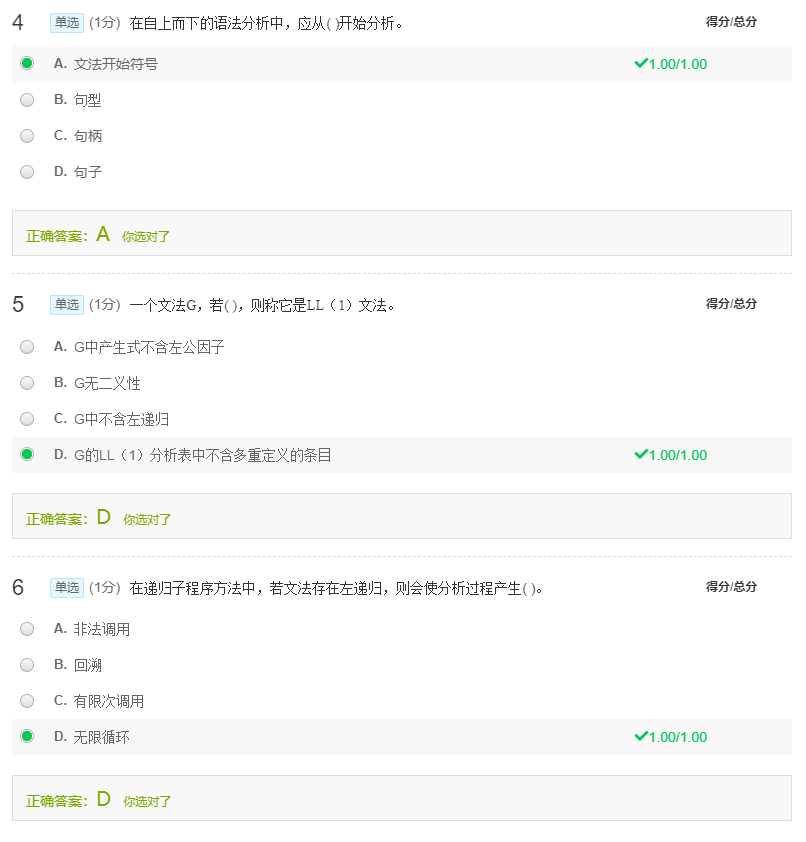 4 单选 (1分) 在自上而下的语法分析中，应从( )开始分析。 得分/总分
A. 文法开始符号 1.00/1.00
B. 句型
C. 句柄
D. 句子
正确答案：A 你选对了
5 单选 (1分) 一个文法G，若( )，则称它是LL（1）文法。 得分/总分
A. G中产生式不含左公因子
B. G无二义性
C. G中不含左递归
D. G的LL（1）分析表中不含多重定义的条目 1.00/1.00
正确答案：D 你选对了
6 单选 (1分) 在递归子程序方法中，若文法存在左递归，则会使分析过程产生( )。 得分/总分
A. 非法调用
B. 回溯
C. 有限次调用
D. 无限循环 1.00/1.00
正确答案：D 你选对了